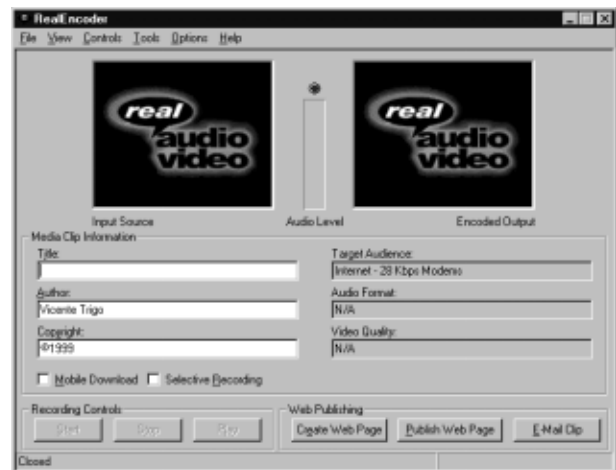 RealEncoder
File View Controls Tools Options Help
real audio video
real audio video
Input Source Audio Level Encoded Output
Media Clip Information
Title:
Target Audience:
Internet - 28 Kbps Modems
Author:
Vicente Trigo
Audio Format:
N/A
Copyright:
©1999
Video Quality:
N/A
Mobile Download Selective Recording
Recording Controls
Start Stop Play
Web Publishing
Create Web Page Publish Web Page E-Mail Clip
Closed